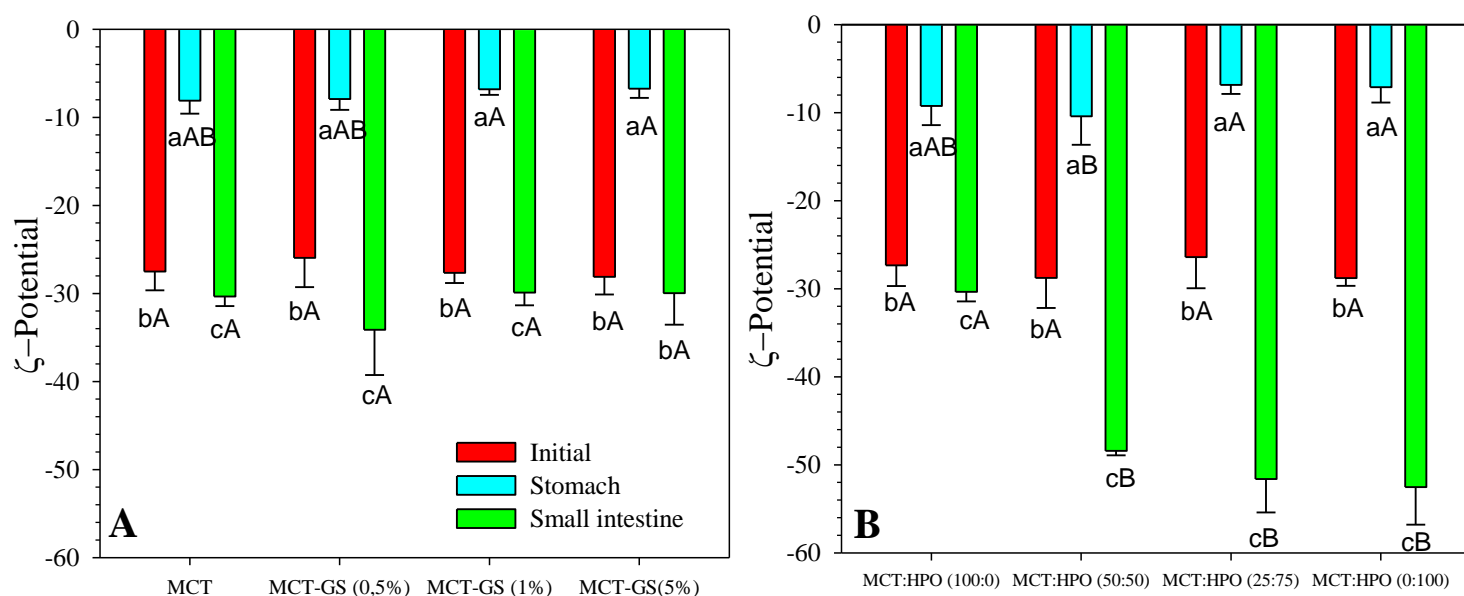 0
-10
-20
-30
-40
-50
-60
ζ−Potential
aAB
aAB
aA
aA
bA
cA
bA
cA
bA
cA
bA
bA
Initial
Stomach
Small intestine
A
MCT
MCT-GS (0,5%)
MCT-GS (1%)
MCT-GS(5%)
0
-10
-20
-30
-40
-50
-60
ζ−Potential
aAB
aB
aA
aA
bA
cA
bA
cB
bA
cB
bA
cB
B
MCT:HPO (100:0)
MCT:HPO (50:50)
MCT:HPO (25:75)
MCT:HPO (0:100)